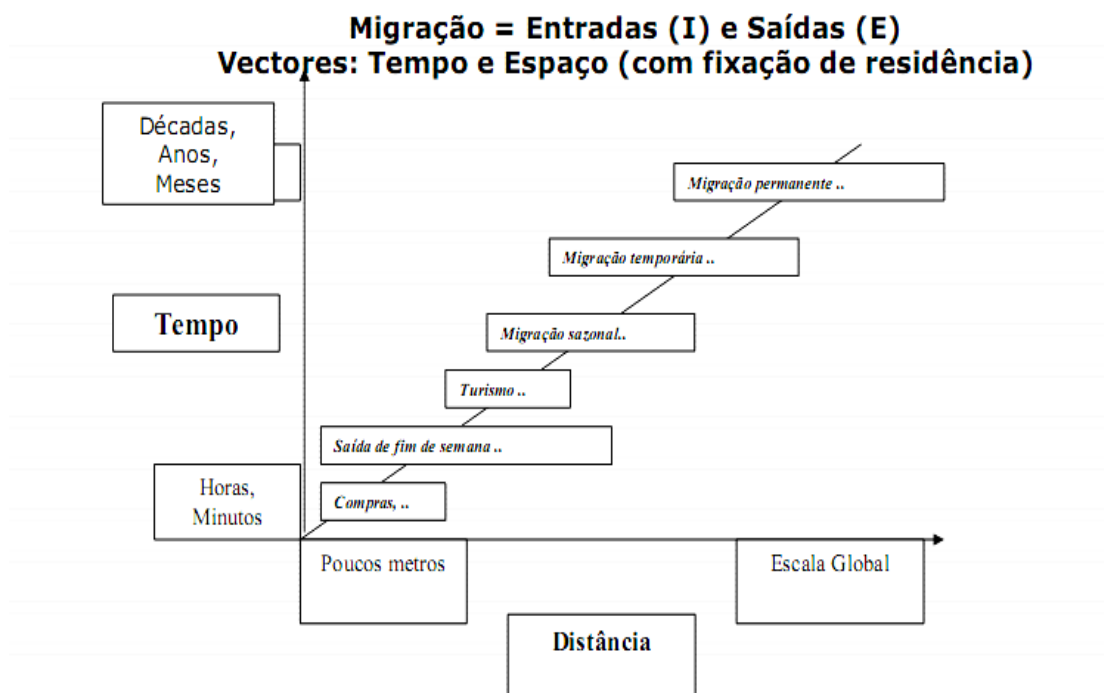 Migração = Entradas (I) e Saídas (E)
Vectores: Tempo e Espaço (com fixação de residência)
Décadas,
Anos,
Meses
Migração permanente ..
Migração temporária ..
Tempo
Migração sazonal..
Turismo ..
Saída de fim de semana ..
Horas,
Minutos
Compras, ..
Poucos metros
Escala Global
Distância